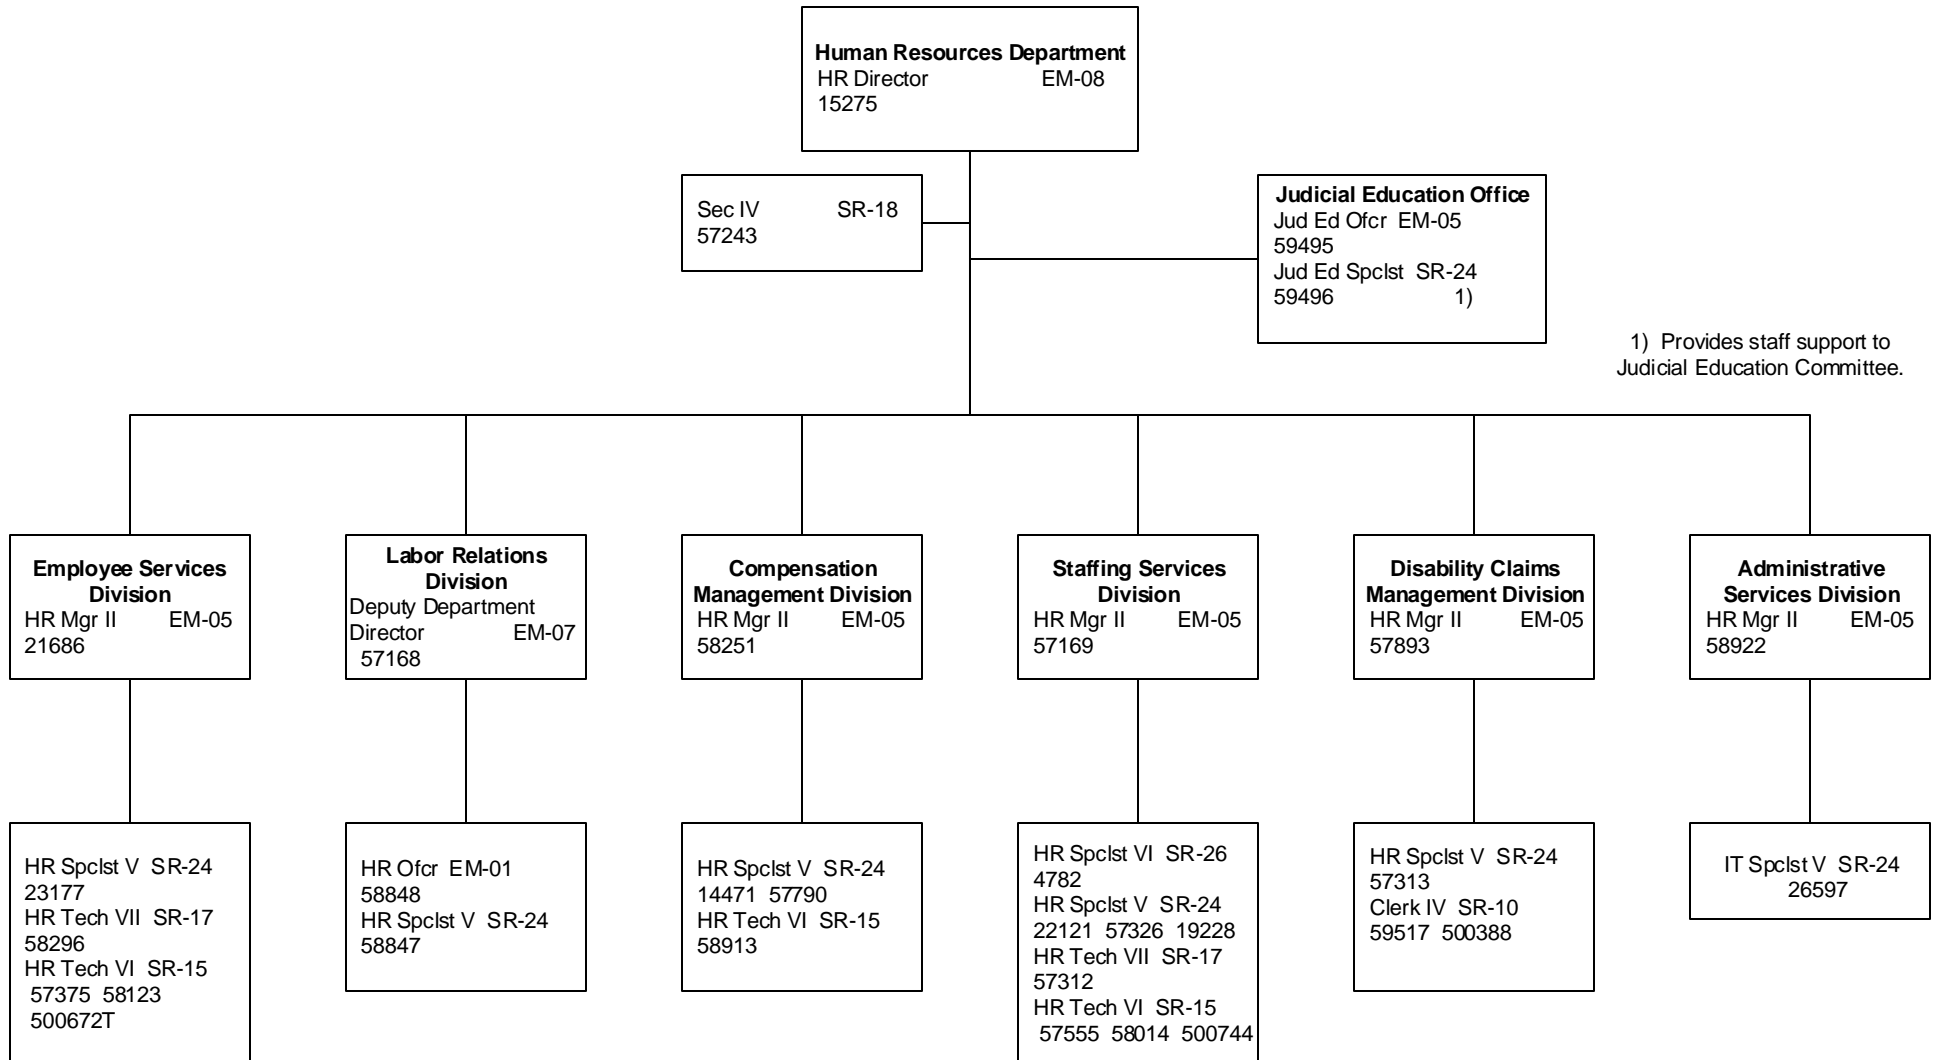 Human Resources Department
HR Director EM-08
15275
Sec IV SR-18
57243
Judicial Education Office
Jud Ed Ofcr EM-05
59495
Jud Ed Spclst SR-24
59496 1)
1) Provides staff support to
Judicial Education Committee.
Employee Services
Division
HR Mgr II EM-05
21686
Labor Relations
Division
Deputy Department
Director EM-07
57168
Compensation
Management Division
HR Mgr II EM-05
58251
Staffing Services
Division
HR Mgr II EM-05
57169
Disability Claims
Management Division
HR Mgr II EM-05
57893
Administrative
Services Division
HR Mgr II EM-05
58922
HR Spclst V SR-24
23177
HR Tech VII SR-17
58296
HR Tech VI SR-15
57375 58123
500672T
HR Ofcr EM-01
58848
HR Spclst V SR-24
58847
HR Spclst V SR-24
14471 57790
HR Tech VI SR-15
58913
HR Spclst VI SR-26
4782
HR Spclst V SR-24
22121 57326 19228
HR Tech VII SR-17
57312
HR Tech VI SR-15
57555 58014 500744
HR Spclst V SR-24
57313
Clerk IV SR-10
59517 500388
IT Spclst V SR-24
26597